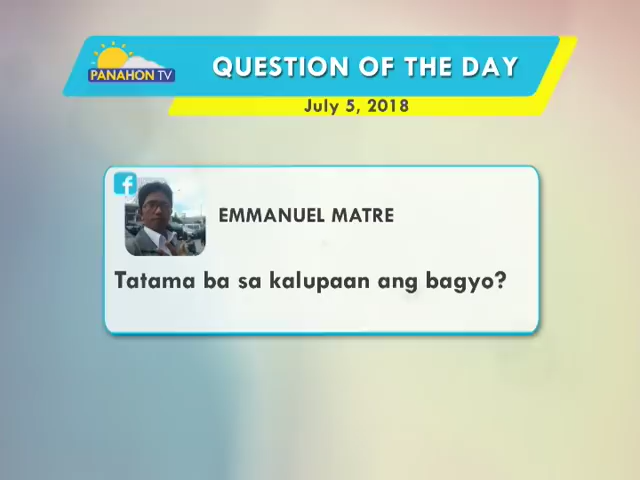 PANAHON TV
QUESTION OF THE DAY
July 5, 2018
f
EMMANUEL MATRE
Tatama ba sa kalupaan ang bagyo?